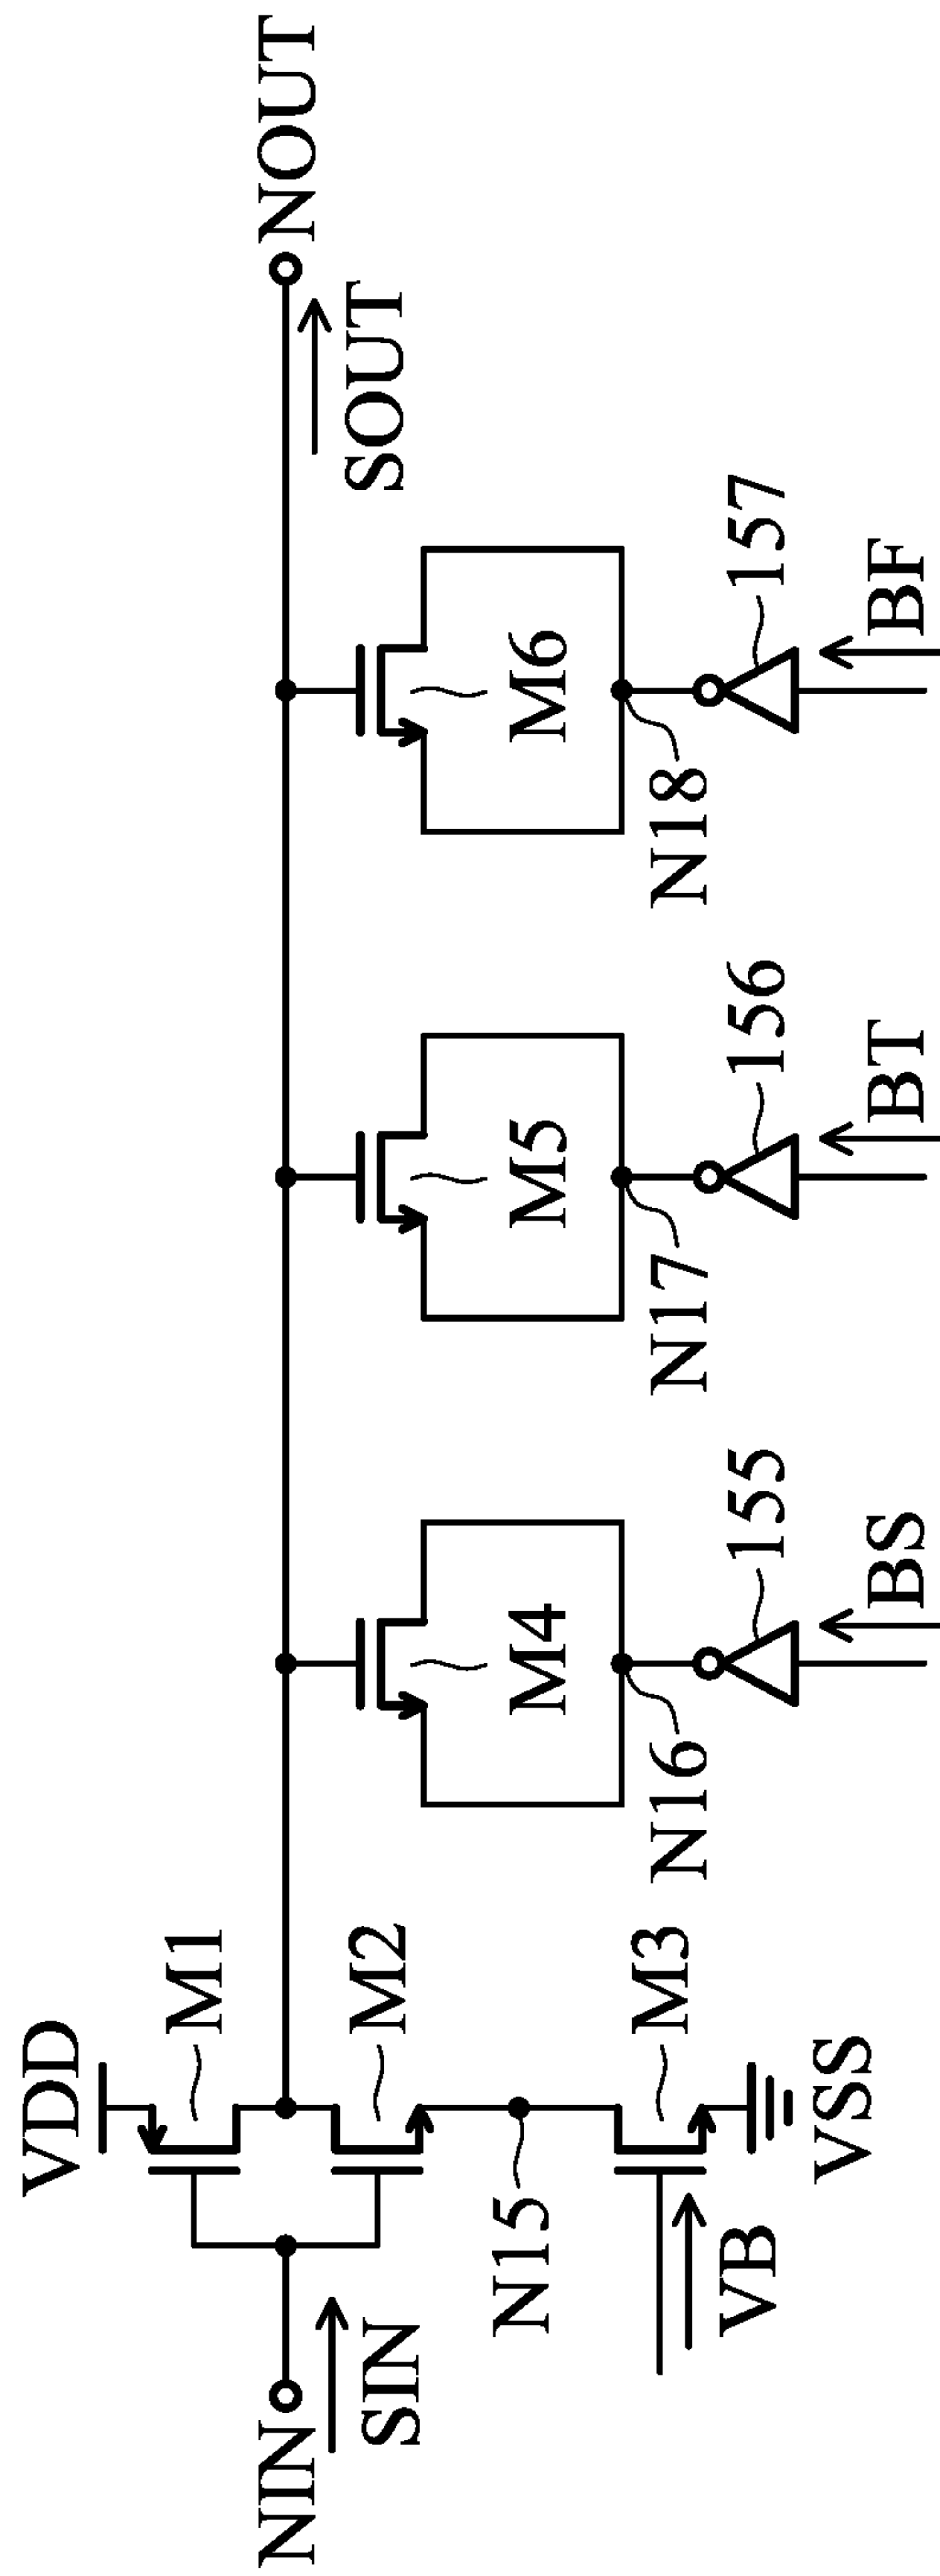 VDD
M1
NIN
SIN
M2
N15
VB
M3
VSS
M4
N16
155
BS
M5
N17
156
BT
M6
N18
157
BF
SOUT
NOUT